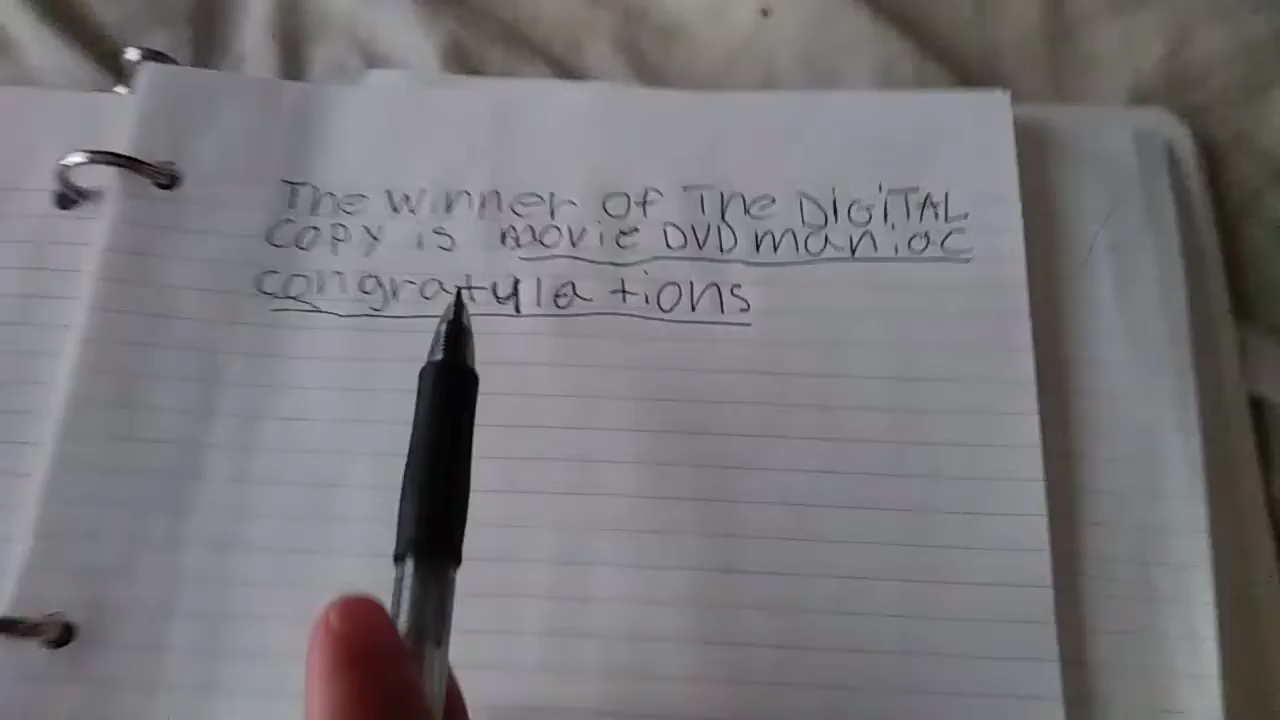 The winner of The DIGITAL
COPY is MOVIE DVD maniac
congratulations